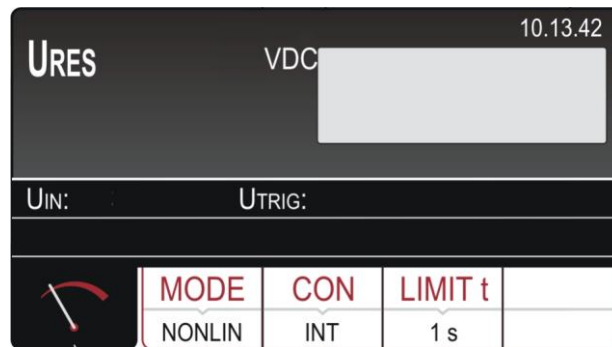 10.13.42
URES VDC
UIN: UTRIG:
MODE CON LIMIT t
NONLIN INT 1 s